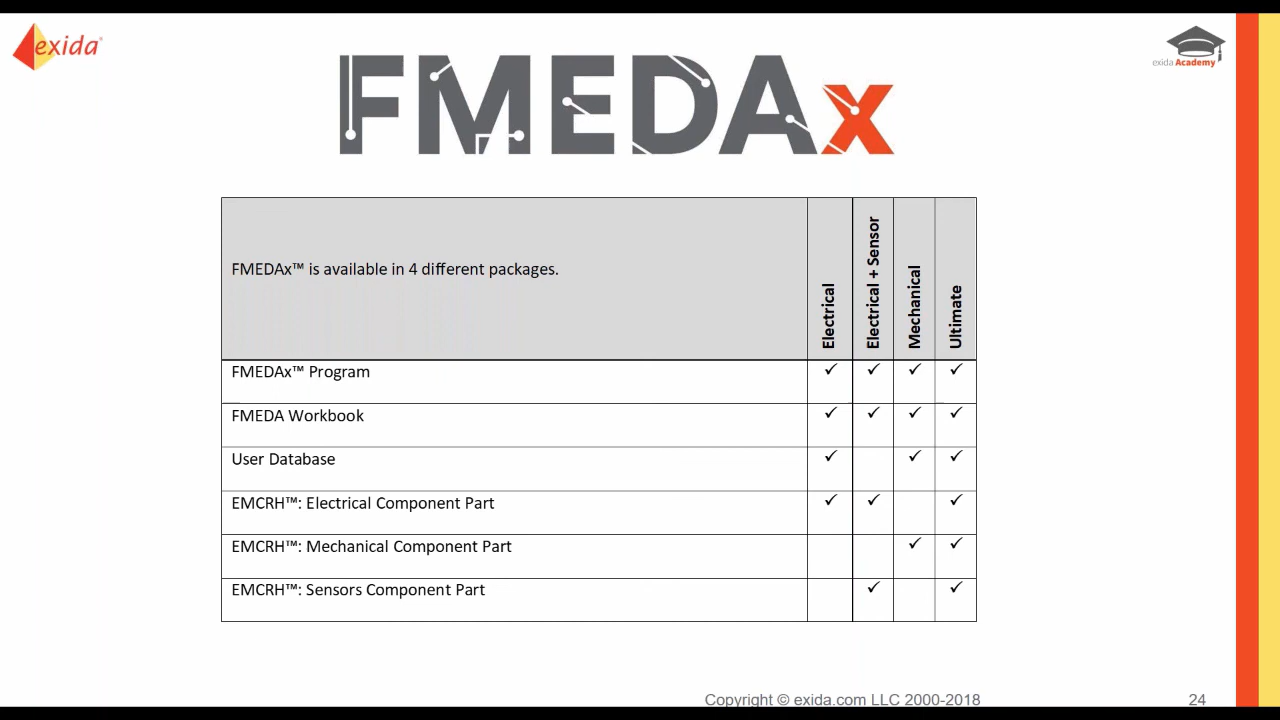 exida®
exida Academy
FMEDAx
FMEDAx™ is available in 4 different packages.
Electrical
Electrical + Sensor
Mechanical
Ultimate
FMEDAx™ Program ✓ ✓ ✓ ✓
FMEDA Workbook ✓ ✓ ✓ ✓
User Database ✓ ✓ ✓
EMCRH™: Electrical Component Part ✓ ✓ ✓
EMCRH™: Mechanical Component Part ✓ ✓
EMCRH™: Sensors Component Part ✓ ✓
Copyright © exida.com LLC 2000-2018
24